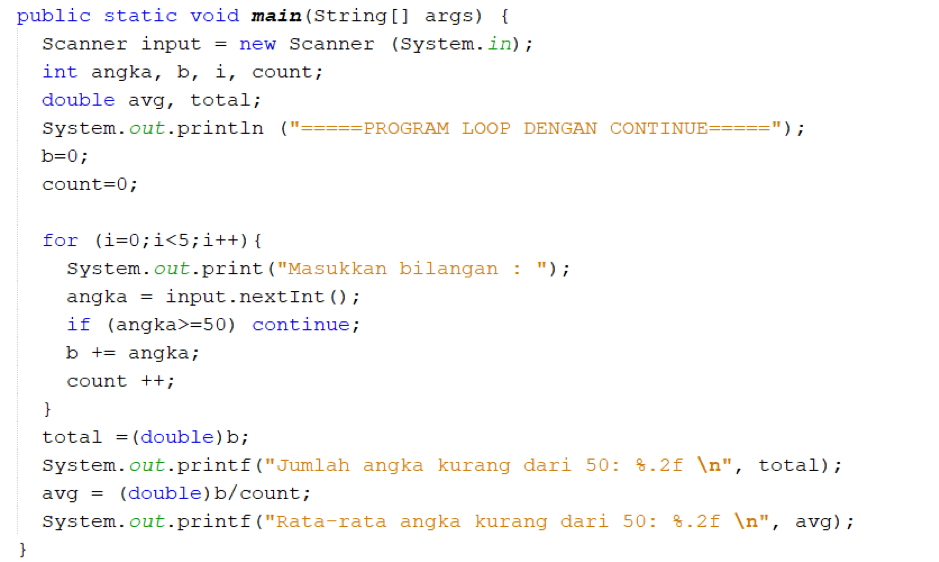 public static void main(String[] args) {
Scanner input = new Scanner (System.in);
int angka, b, i, count;
double avg, total;
System.out.println ("=====PROGRAM LOOP DENGAN CONTINUE=====");
b=0;
count=0;
for (i=0;i<5;i++){
System.out.print("Masukkan bilangan : ");
angka = input.nextInt();
if (angka>=50) continue;
b += angka;
count ++;
}
total =(double)b;
System.out.printf("Jumlah angka kurang dari 50: %.2f \n", total);
avg = (double)b/count;
System.out.printf("Rata-rata angka kurang dari 50: %.2f \n", avg);
}